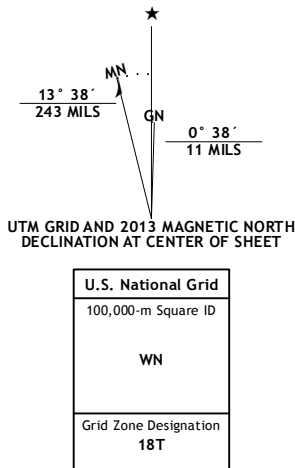 ★
MN
GN
13° 38´
243 MILS
0° 38´
11 MILS
UTM GRID AND 2013 MAGNETIC NORTH
DECLINATION AT CENTER OF SHEET
U.S. National Grid
100,000-m Square ID
WN
Grid Zone Designation
18T